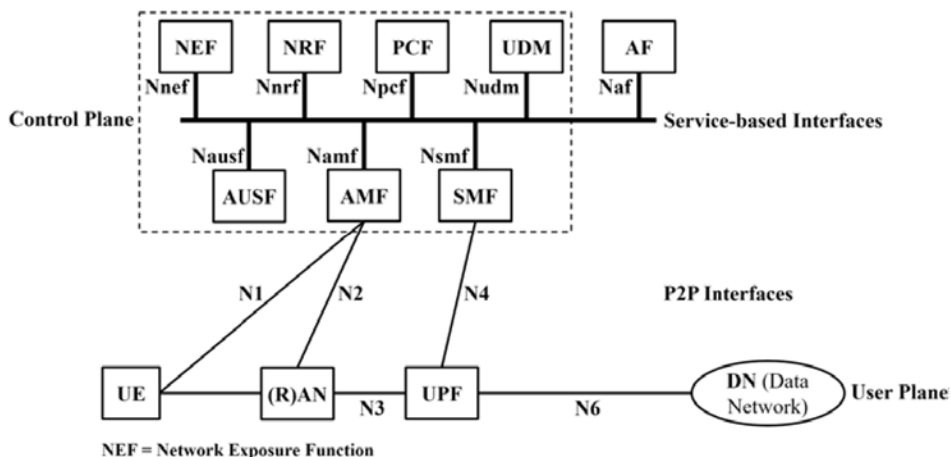 NEF NRF PCF UDM AF
Nnef Nnrf Npcf Nudm Naf
Control Plane Service-based Interfaces
Nausf Namf Nsmf
AUSF AMF SMF
N1 N2 N4 P2P Interfaces
UE (R)AN UPF DN (Data
Network) User Plane
N3 N6
NEF = Network Exposure Function